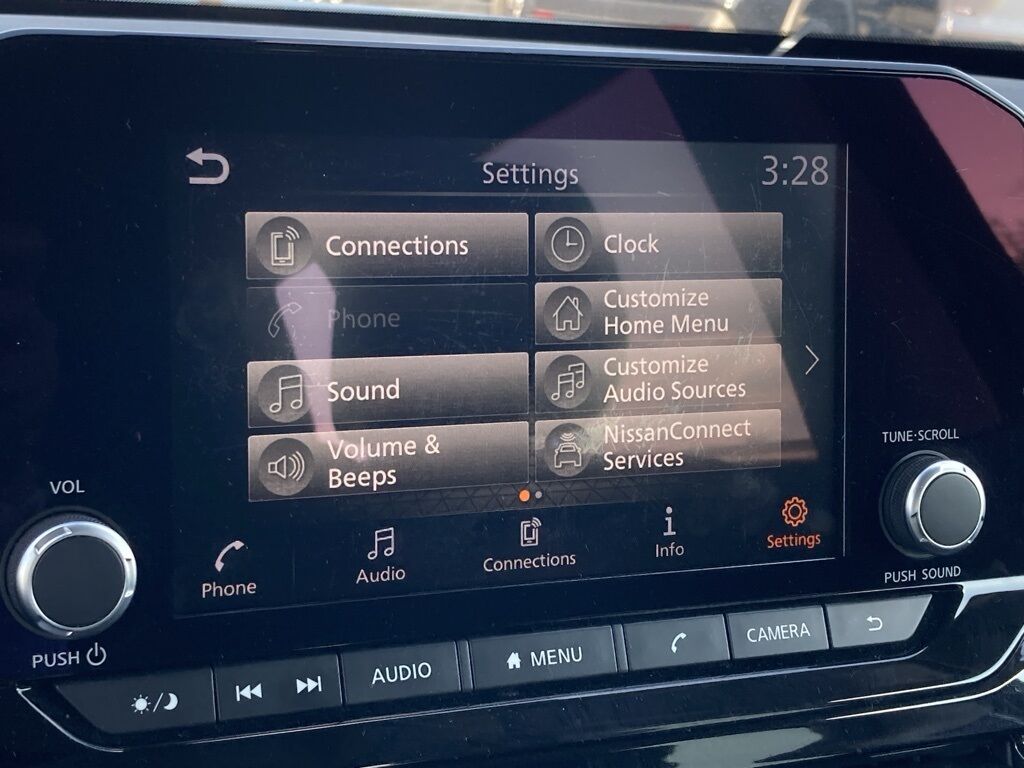 Settings
3:28
Connections
Clock
Phone
Customize
Home Menu
Sound
Customize
Audio Sources
Volume &
Beeps
NissanConnect
Services
Phone
Audio
Connections
Info
Settings
VOL
PUSH
TUNE·SCROLL
PUSH SOUND
AUDIO
MENU
CAMERA